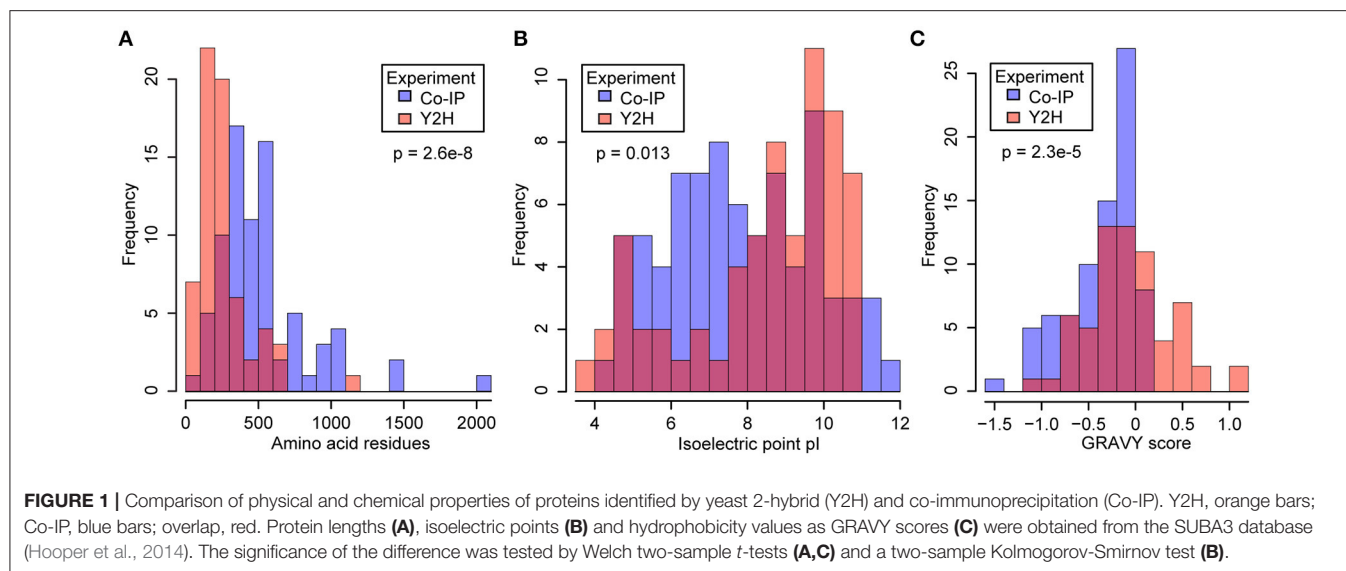 A
Frequency
0
5
10
15
20
0 500 1000 1500 2000
Amino acid residues
Experiment
Co-IP
Y2H
p = 2.6e-8
B
Frequency
0
2
4
6
8
10
4 6 8 10 12
Isoelectric point pI
Experiment
Co-IP
Y2H
p = 0.013
C
Frequency
0
5
10
15
20
25
−1.5 −1.0 −0.5 0 0.5 1.0
GRAVY score
Experiment
Co-IP
Y2H
p = 2.3e-5
FIGURE 1 | Comparison of physical and chemical properties of proteins identified by yeast 2-hybrid (Y2H) and co-immunoprecipitation (Co-IP). Y2H, orange bars;
Co-IP, blue bars; overlap, red. Protein lengths (A), isoelectric points (B) and hydrophobicity values as GRAVY scores (C) were obtained from the SUBA3 database
(Hooper et al., 2014). The significance of the difference was tested by Welch two-sample t-tests (A,C) and a two-sample Kolmogorov-Smirnov test (B).